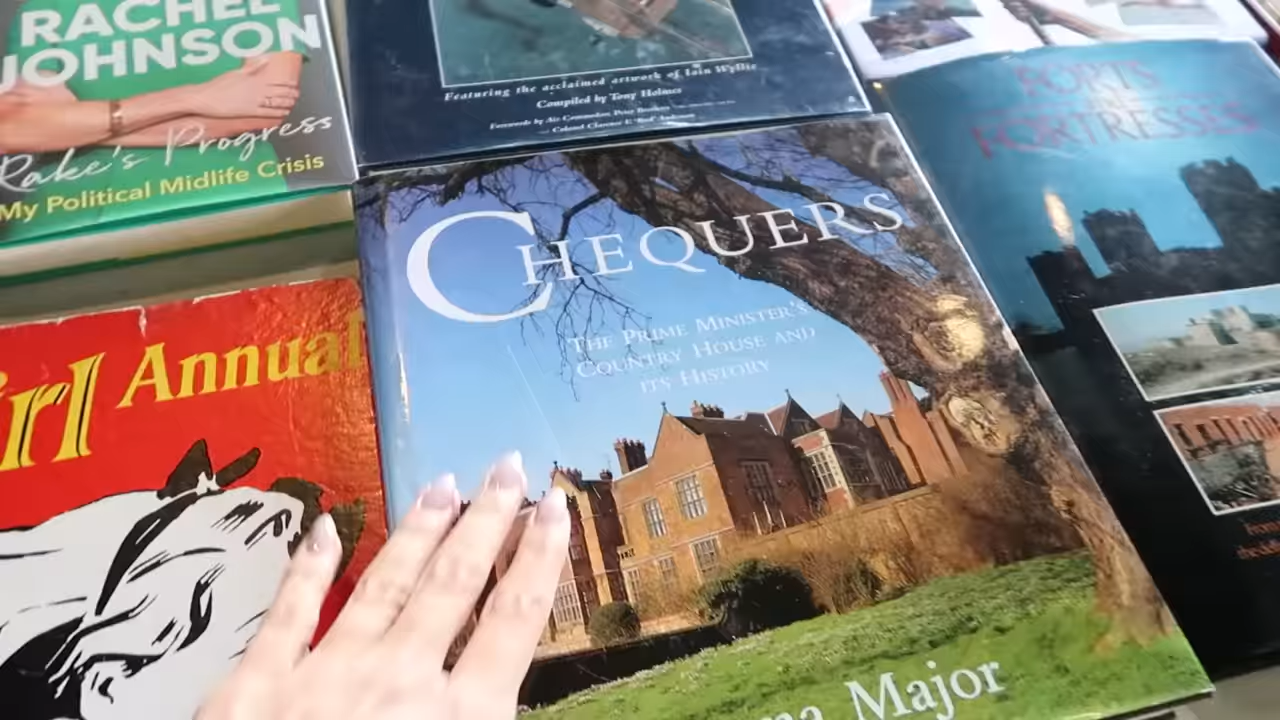 RACHEL
JOHNSON
Rake's Progress
My Political Midlife Crisis
Featuring the acclaimed artwork of Iain Wyllie
Compiled by Tony Holmes
FORTS
FORTRESSES
CHEQUERS
THE PRIME MINISTER'S
COUNTRY HOUSE AND
ITS HISTORY
Annual
Major